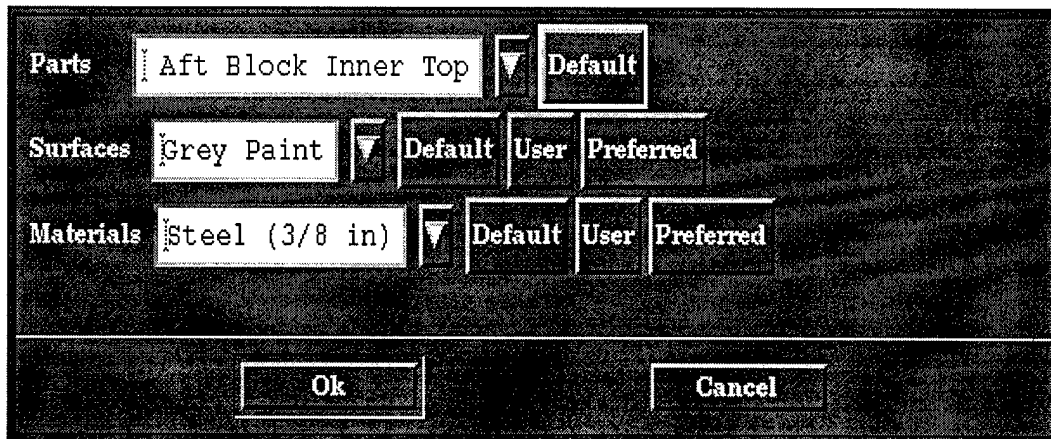 Parts Aft Block Inner Top Default
Surfaces Grey Paint Default User Preferred
Materials Steel (3/8 in) Default User Preferred
Ok Cancel